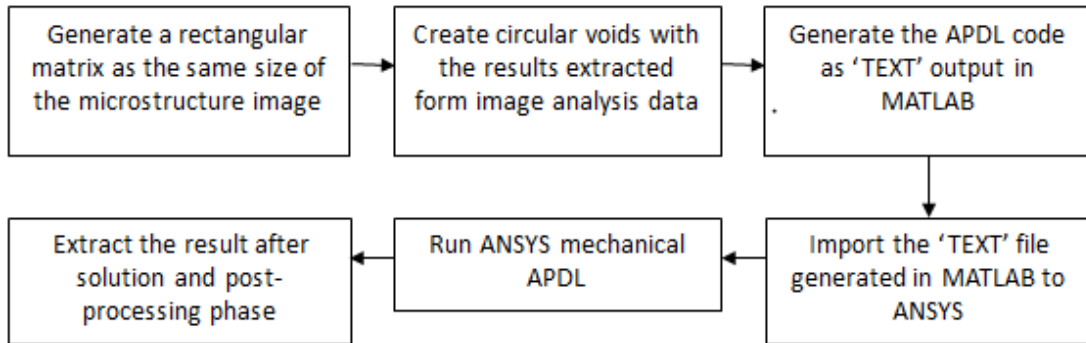 Generate a rectangular
matrix as the same size of
the microstructure image
Create circular voids with
the results extracted
form image analysis data
Generate the APDL code
as ‘TEXT’ output in
MATLAB
.
Import the ‘TEXT’ file
generated in MATLAB to
ANSYS
Run ANSYS mechanical
APDL
Extract the result after
solution and post-
processing phase